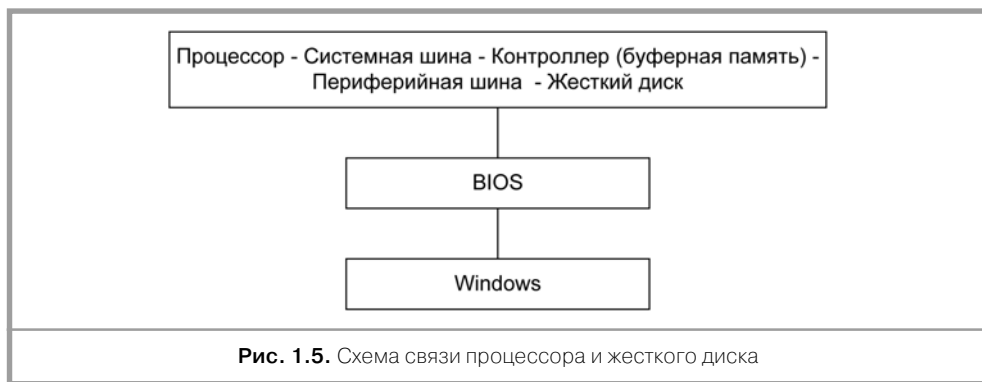 Процессор - Системная шина - Контроллер (буферная память) -
Периферийная шина - Жесткий диск
BIOS
Windows
Рис. 1.5. Схема связи процессора и жесткого диска